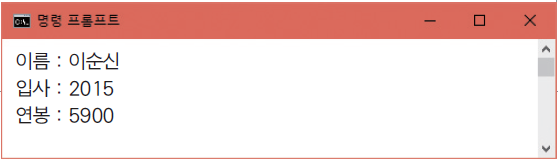 명령 프롬프트
이름 : 이순신
입사 : 2015
연봉 : 5900